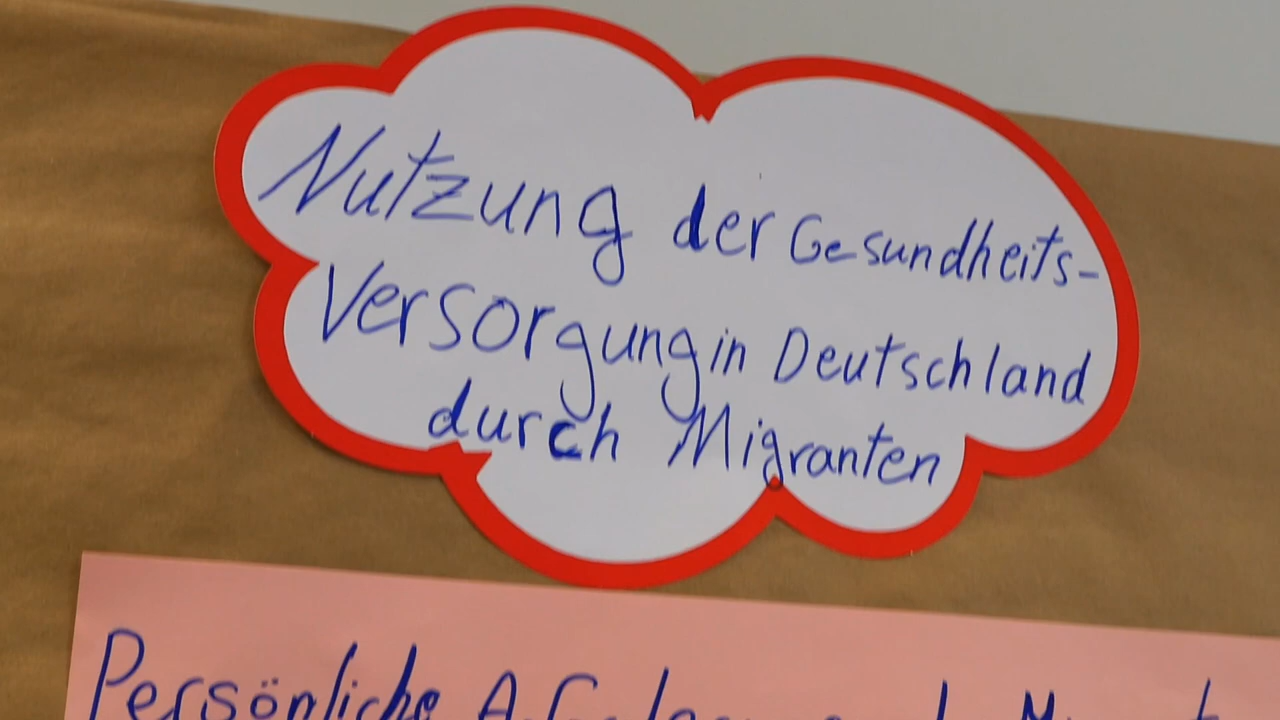 Nutzung der Gesundheits-
Versorgung in Deutschland
durch Migranten
Persönliche